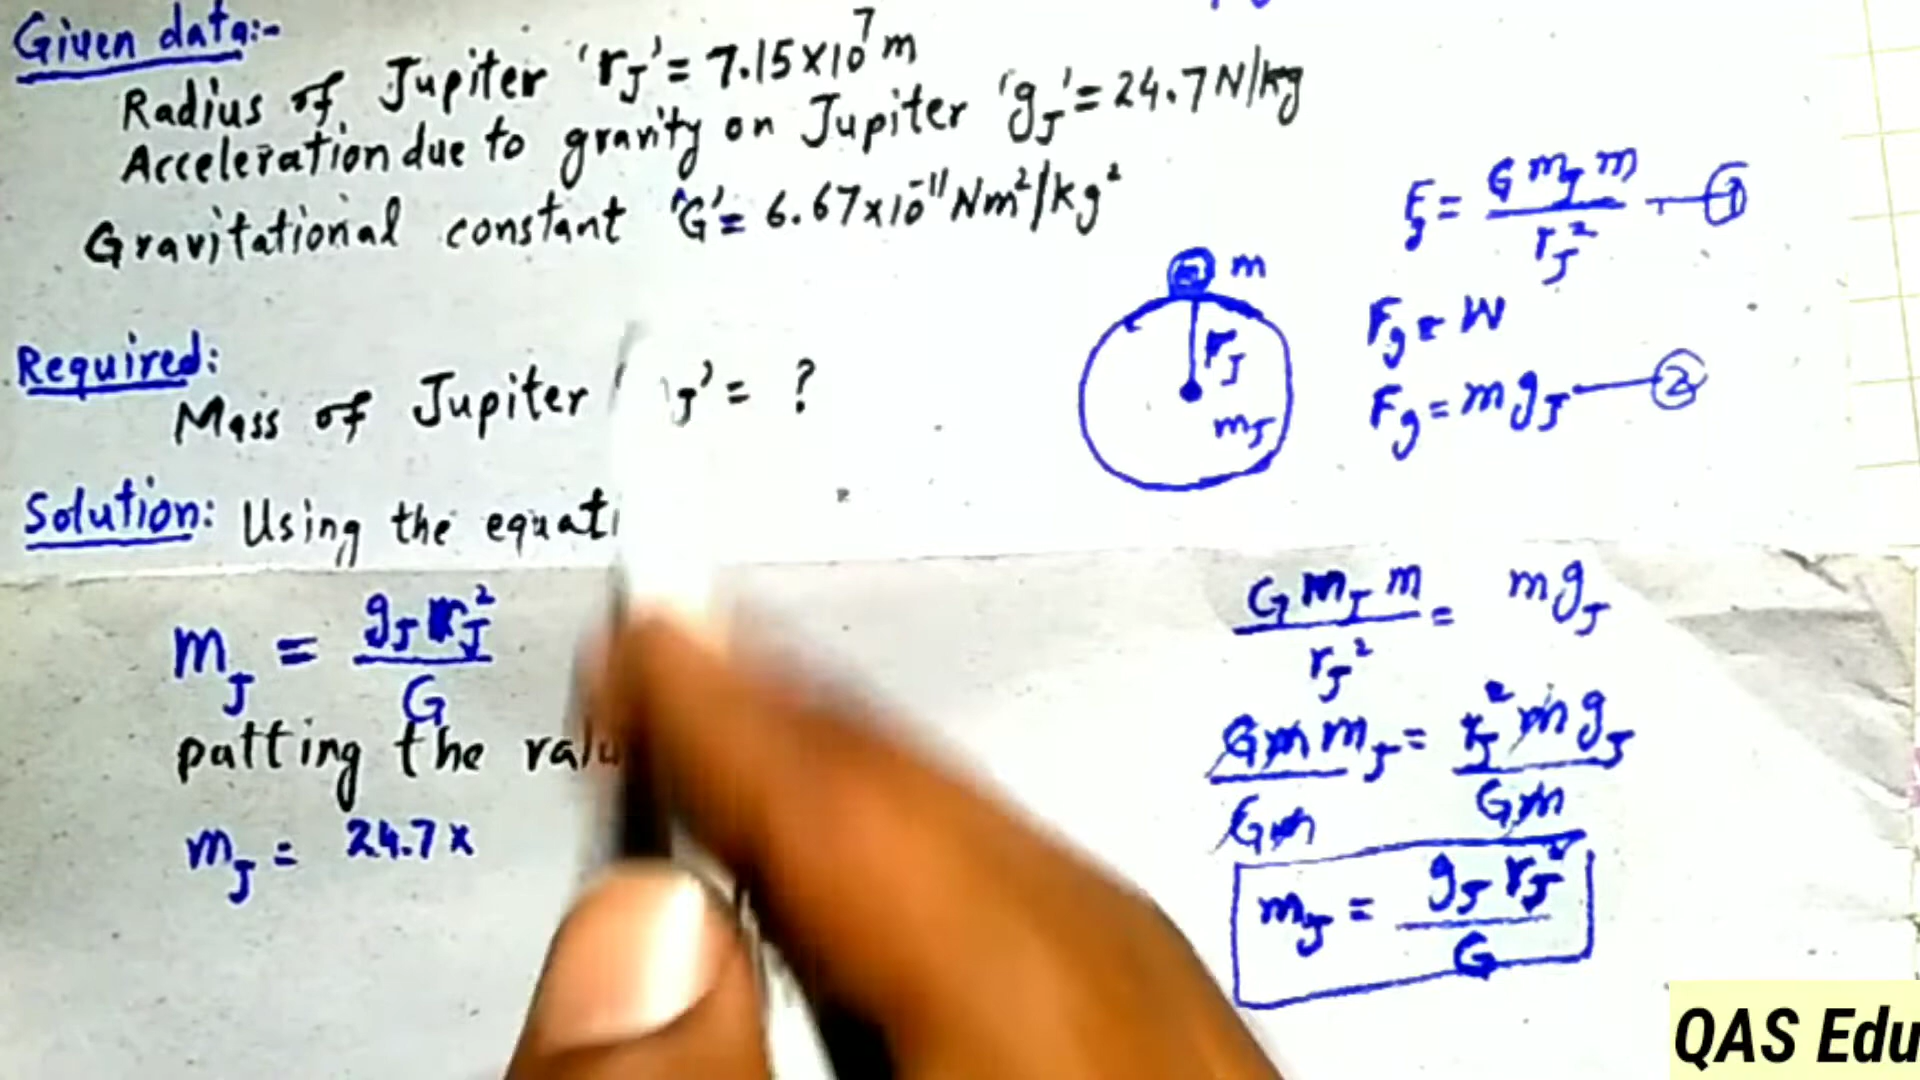 Given data:-
Radius of Jupiter 'rJ' = 7.15×10⁷ m
Acceleration due to gravity on Jupiter 'gJ' = 24.7 N/kg
Gravitational constant 'G' = 6.67×10⁻¹¹ Nm²/kg²
Required:
Mass of Jupiter ' J' = ?
Solution: Using the
mJ = gJ rJ² / G
putting the
mJ = 24.7 ×
m
rJ
mJ
Fg = G mJ m / rJ² — ①
Fg = W
Fg = m gJ — ②
G mJ m / rJ² = m gJ
G m mJ / G m = rJ² m gJ / G m
mJ = gJ rJ² / G
QAS Edu